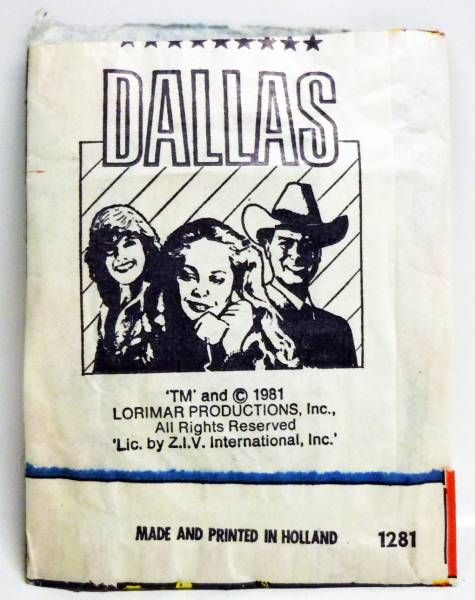 DALLAS
'TM' and © 1981
LORIMAR PRODUCTIONS, Inc.,
All Rights Reserved
'Lic. by Z.I.V. International, Inc.'
MADE AND PRINTED IN HOLLAND 1281